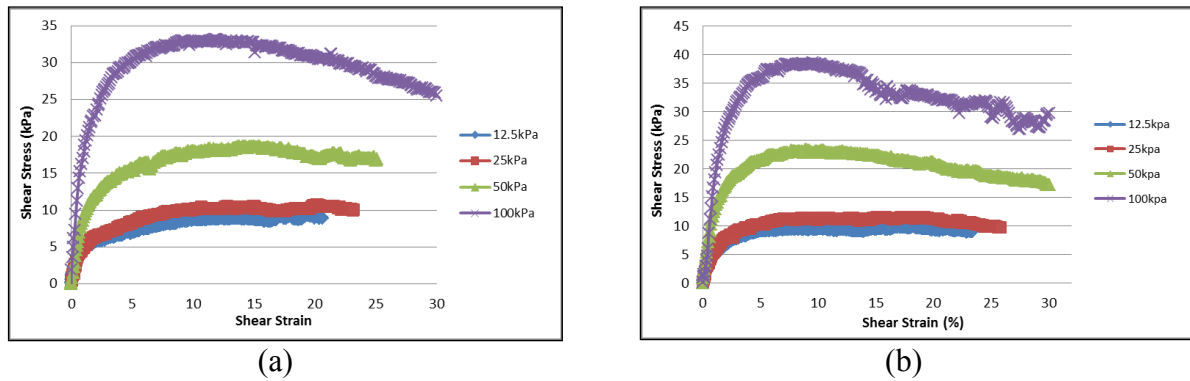 35
30
25
20
15
10
5
0
Shear Stress (kPa)
0 5 10 15 20 25 30
Shear Strain
12.5kPa
25kPa
50kPa
100kPa
(a)
45
40
35
30
25
20
15
10
5
0
Shear Stress (kPa)
0 5 10 15 20 25 30
Shear Strain (%)
12.5kpa
25kpa
50kpa
100kpa
(b)